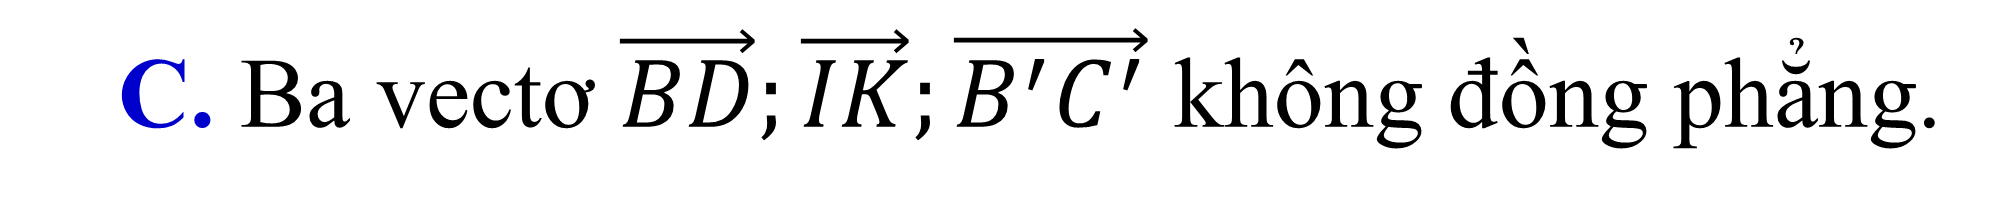 C. Ba vectơ $\overrightarrow{BD}; \overrightarrow{IK}; \overrightarrow{B'C'}$ không đồng phẳng.